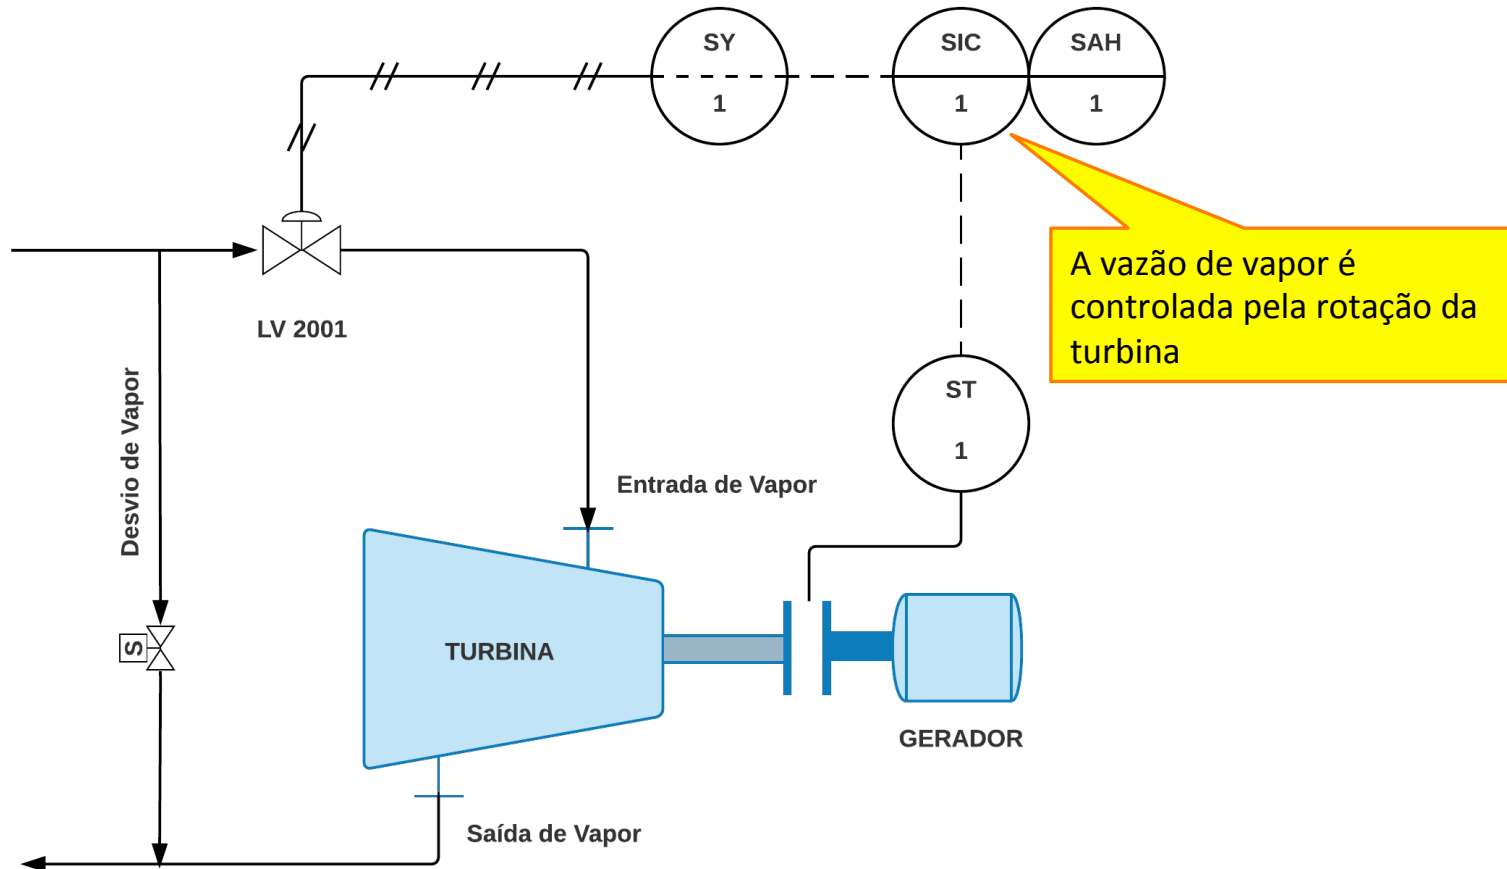 SY
1
SIC
1
SAH
1
A vazão de vapor é
controlada pela rotação da
turbina
LV 2001
Desvio de Vapor
ST
1
Entrada de Vapor
S
TURBINA
GERADOR
Saída de Vapor